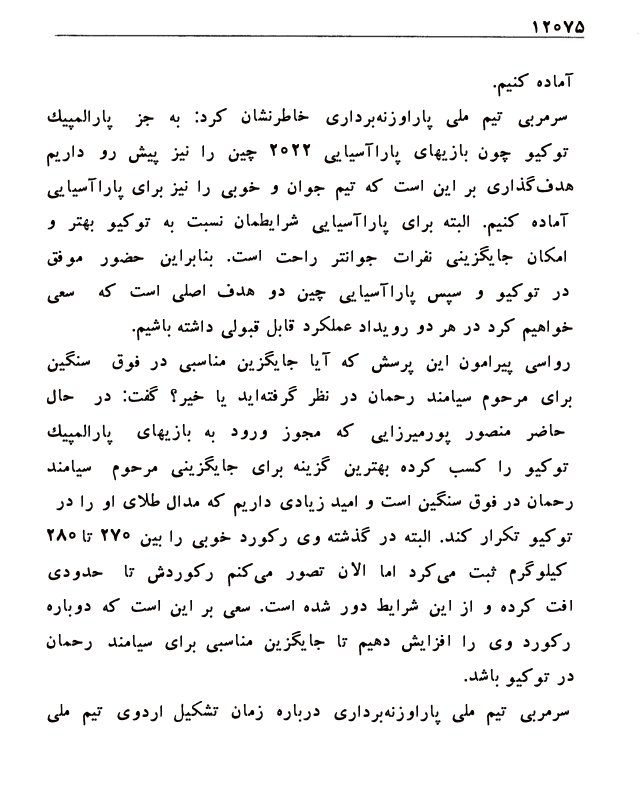 ۱۲۰۷۵
آماده کنیم.
سرمربی تیم ملی پاراوزنه‌برداری خاطرنشان کرد: به جز پارالمپیك
توکیو چون بازیهای پاراآسیایی ۲۰۲۲ چین را نیز پیش رو داریم
هدف‌گذاری بر این است که تیم جوان و خوبی را نیز برای پاراآسیایی
آماده کنیم. البته برای پاراآسیایی شرایطمان نسبت به توکیو بهتر و
امکان جایگزینی نفرات جوانتر راحت است. بنابراین حضور موفق
در توکیو و سپس پاراآسیایی چین دو هدف اصلی است که سعی
خواهیم کرد در هر دو رویداد عملکرد قابل قبولی داشته باشیم.
رواسی پیرامون این پرسش که آیا جایگزین مناسبی در فوق سنگین
برای مرحوم سیامند رحمان در نظر گرفته‌اید یا خیر؟ گفت: در حال
حاضر منصور پورمیرزایی که مجوز ورود به بازیهای پارالمپیك
توکیو را کسب کرده بهترین گزینه برای جایگزینی مرحوم سیامند
رحمان در فوق سنگین است و امید زیادی داریم که مدال طلای او را در
توکیو تکرار کند. البته در گذشته وی رکورد خوبی را بین ۲۷۰ تا ۲۸۰
کیلوگرم ثبت می‌کرد اما الان تصور می‌کنم رکوردش تا حدودی
افت کرده و از این شرایط دور شده است. سعی بر این است که دوباره
رکورد وی را افزایش دهیم تا جایگزین مناسبی برای سیامند رحمان
در توکیو باشد.
سرمربی تیم ملی پاراوزنه‌برداری درباره زمان تشکیل اردوی تیم ملی